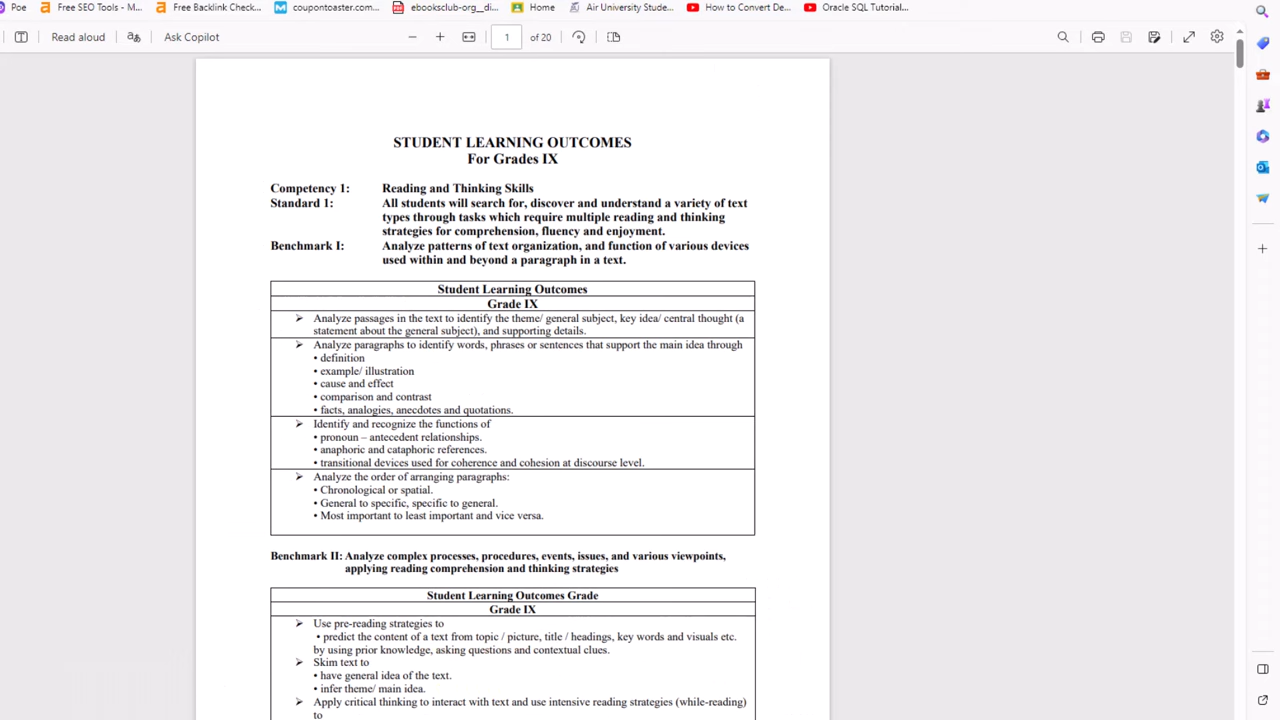 Poe Free SEO Tools - M... Free Backlink Check... coupontoaster.com... ebooksclub-org__di... Home Air University Stude... How to Convert De... Oracle SQL Tutorial...
Read aloud Ask Copilot 1 of 20
STUDENT LEARNING OUTCOMES
For Grades IX
Competency 1: Reading and Thinking Skills
Standard 1: All students will search for, discover and understand a variety of text
types through tasks which require multiple reading and thinking
strategies for comprehension, fluency and enjoyment.
Benchmark I: Analyze patterns of text organization, and function of various devices
used within and beyond a paragraph in a text.
Student Learning Outcomes
Grade IX
➢ Analyze passages in the text to identify the theme/ general subject, key idea/ central thought (a
statement about the general subject), and supporting details.
➢ Analyze paragraphs to identify words, phrases or sentences that support the main idea through
• definition
• example/ illustration
• cause and effect
• comparison and contrast
• facts, analogies, anecdotes and quotations.
➢ Identify and recognize the functions of
• pronoun – antecedent relationships.
• anaphoric and cataphoric references.
• transitional devices used for coherence and cohesion at discourse level.
➢ Analyze the order of arranging paragraphs:
• Chronological or spatial.
• General to specific, specific to general.
• Most important to least important and vice versa.
Benchmark II: Analyze complex processes, procedures, events, issues, and various viewpoints,
applying reading comprehension and thinking strategies
Student Learning Outcomes Grade
Grade IX
➢ Use pre-reading strategies to
• predict the content of a text from topic / picture, title / headings, key words and visuals etc.
by using prior knowledge, asking questions and contextual clues.
➢ Skim text to
• have general idea of the text.
• infer theme/ main idea.
➢ Apply critical thinking to interact with text and use intensive reading strategies (while-reading)
to